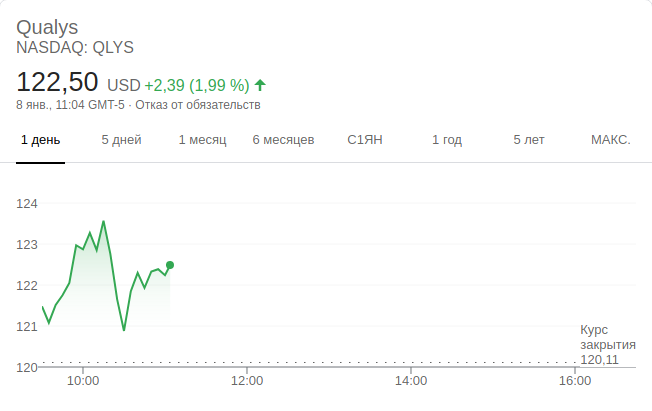 Qualys
NASDAQ: QLYS
122,50 USD +2,39 (1,99 %)
8 янв., 11:04 GMT-5 · Отказ от обязательств
1 день 5 дней 1 месяц 6 месяцев С1ЯН 1 год 5 лет МАКС.
124
123
122
121
Курс
закрытия
120,11
120
10:00 12:00 14:00 16:00